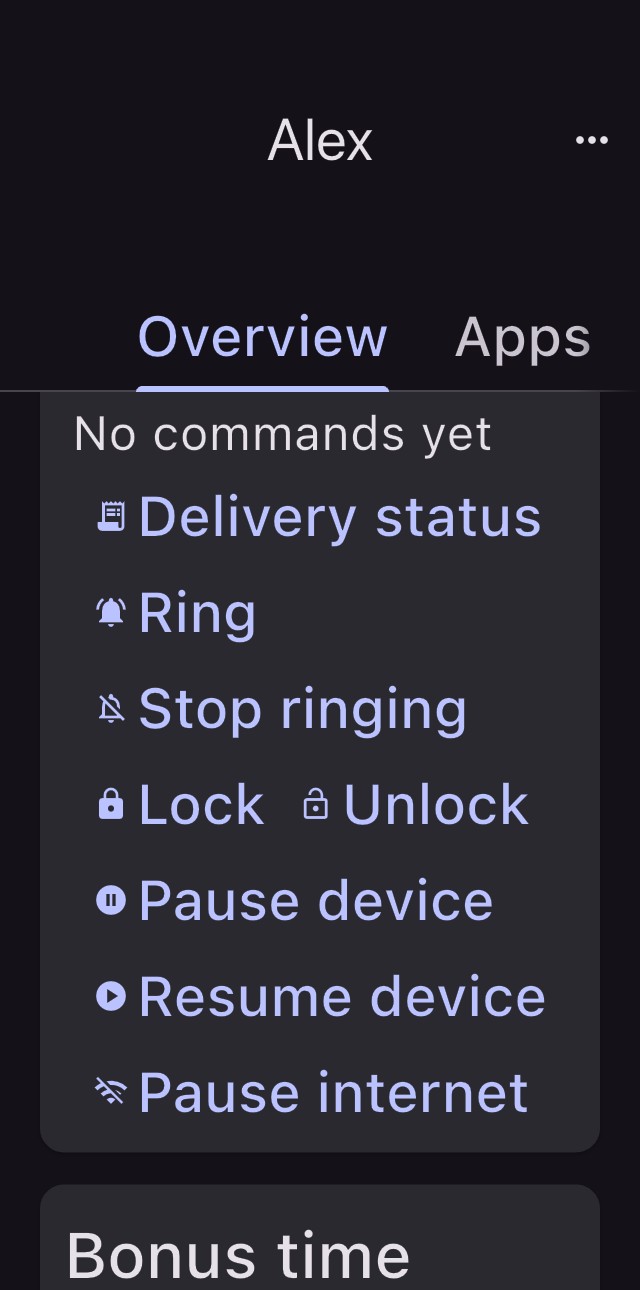 Alex
Overview Apps
No commands yet
Delivery status
Ring
Stop ringing
Lock Unlock
Pause device
Resume device
Pause internet
Bonus time